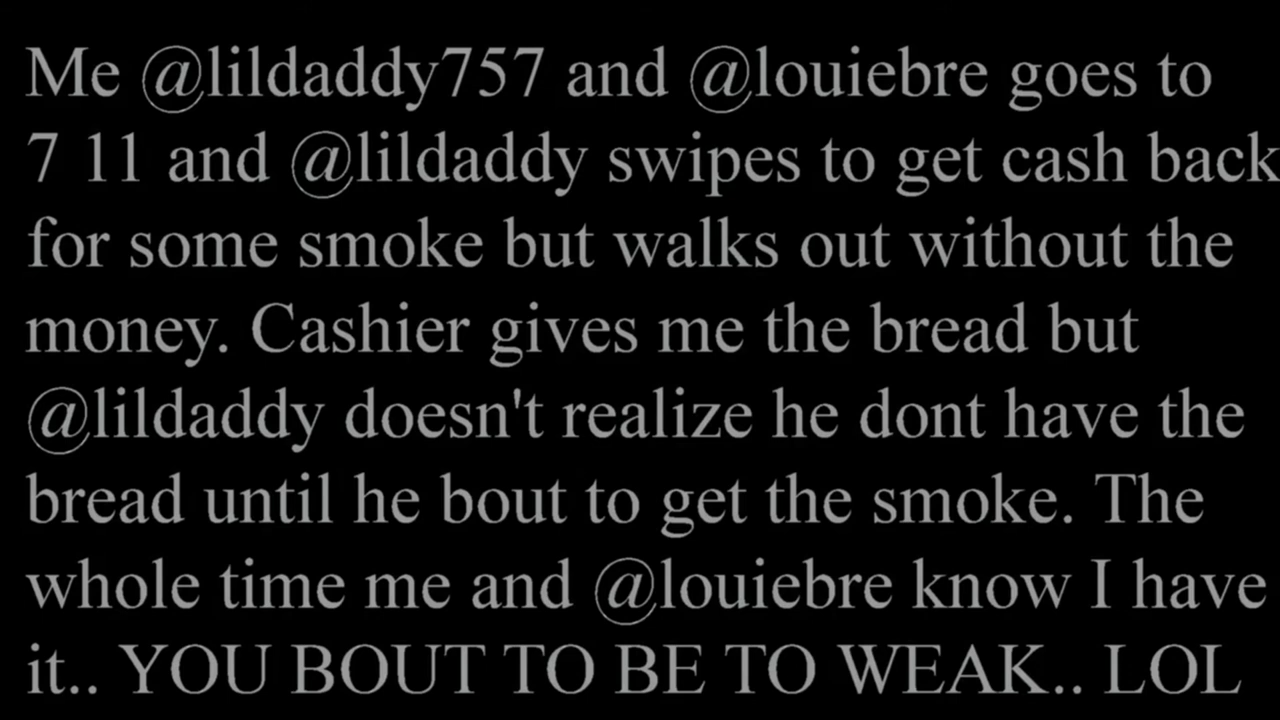 Me @lildaddy757 and @louiebre goes to
7 11 and @lildaddy swipes to get cash back
for some smoke but walks out without the
money. Cashier gives me the bread but
@lildaddy doesn't realize he dont have the
bread until he bout to get the smoke. The
whole time me and @louiebre know I have
it.. YOU BOUT TO BE TO WEAK.. LOL